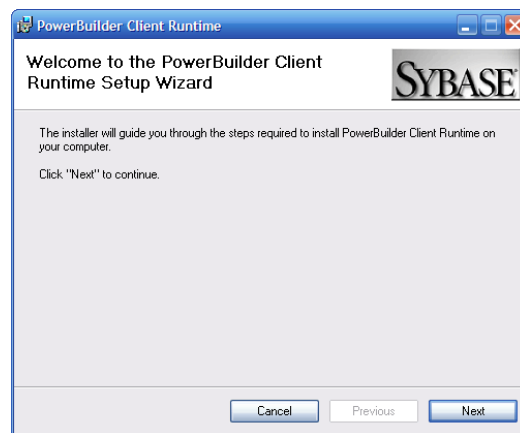 PowerBuilder Client Runtime
Welcome to the PowerBuilder Client
Runtime Setup Wizard
SYBASE
The installer will guide you through the steps required to install PowerBuilder Client Runtime on
your computer.
Click "Next" to continue.
Cancel
Previous
Next